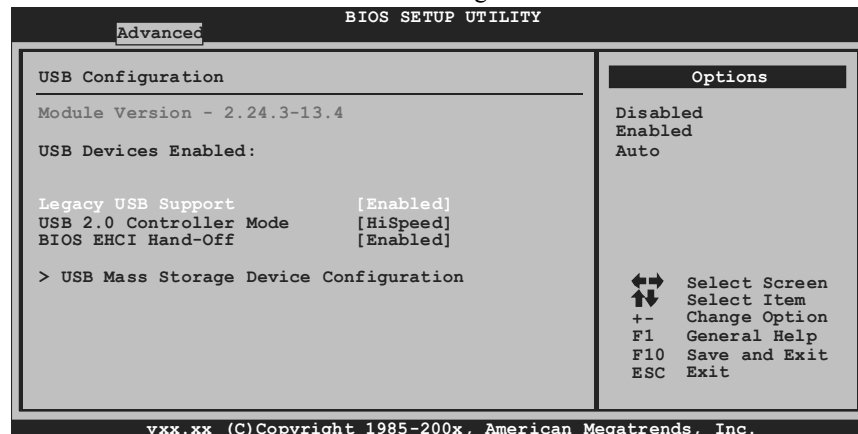 BIOS SETUP UTILITY
Advanced
USB Configuration
Module Version - 2.24.3-13.4
USB Devices Enabled:
Legacy USB Support [Enabled]
USB 2.0 Controller Mode [HiSpeed]
BIOS EHCI Hand-Off [Enabled]
> USB Mass Storage Device Configuration
Options
Disabled
Enabled
Auto
Select Screen
Select Item
+- Change Option
F1 General Help
F10 Save and Exit
ESC Exit
vxx.xx (C)Copyright 1985-200x, American Megatrends, Inc.